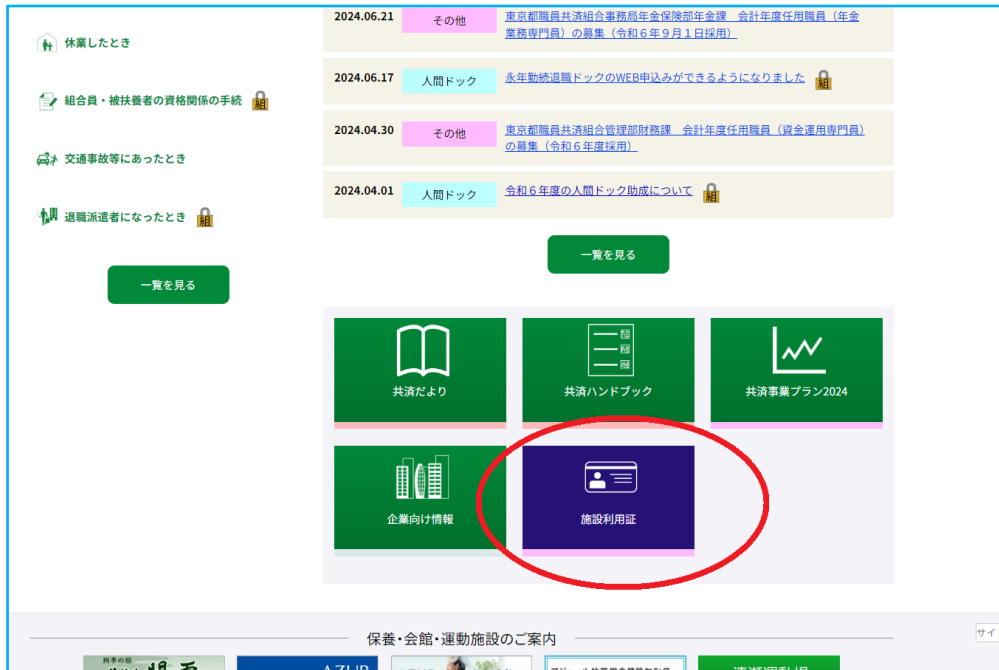 休業したとき
組合員・被扶養者の資格関係の手続
組
交通事故等にあったとき
退職派遣者になったとき
組
一覧を見る
2024.06.21
その他
東京都職員共済組合事務局年金保険部年金課　会計年度任用職員（年金
業務専門員）の募集（令和６年９月１日採用）
2024.06.17
人間ドック
永年勤続退職ドックのWEB申込みができるようになりました
組
2024.04.30
その他
東京都職員共済組合管理部財務課　会計年度任用職員（資金運用専門員）
の募集（令和６年度採用）
2024.04.01
人間ドック
令和６年度の人間ドック助成について
組
一覧を見る
共済だより
共済ハンドブック
共済事業プラン2024
企業向け情報
施設利用証
保養・会館・運動施設のご案内
サイ